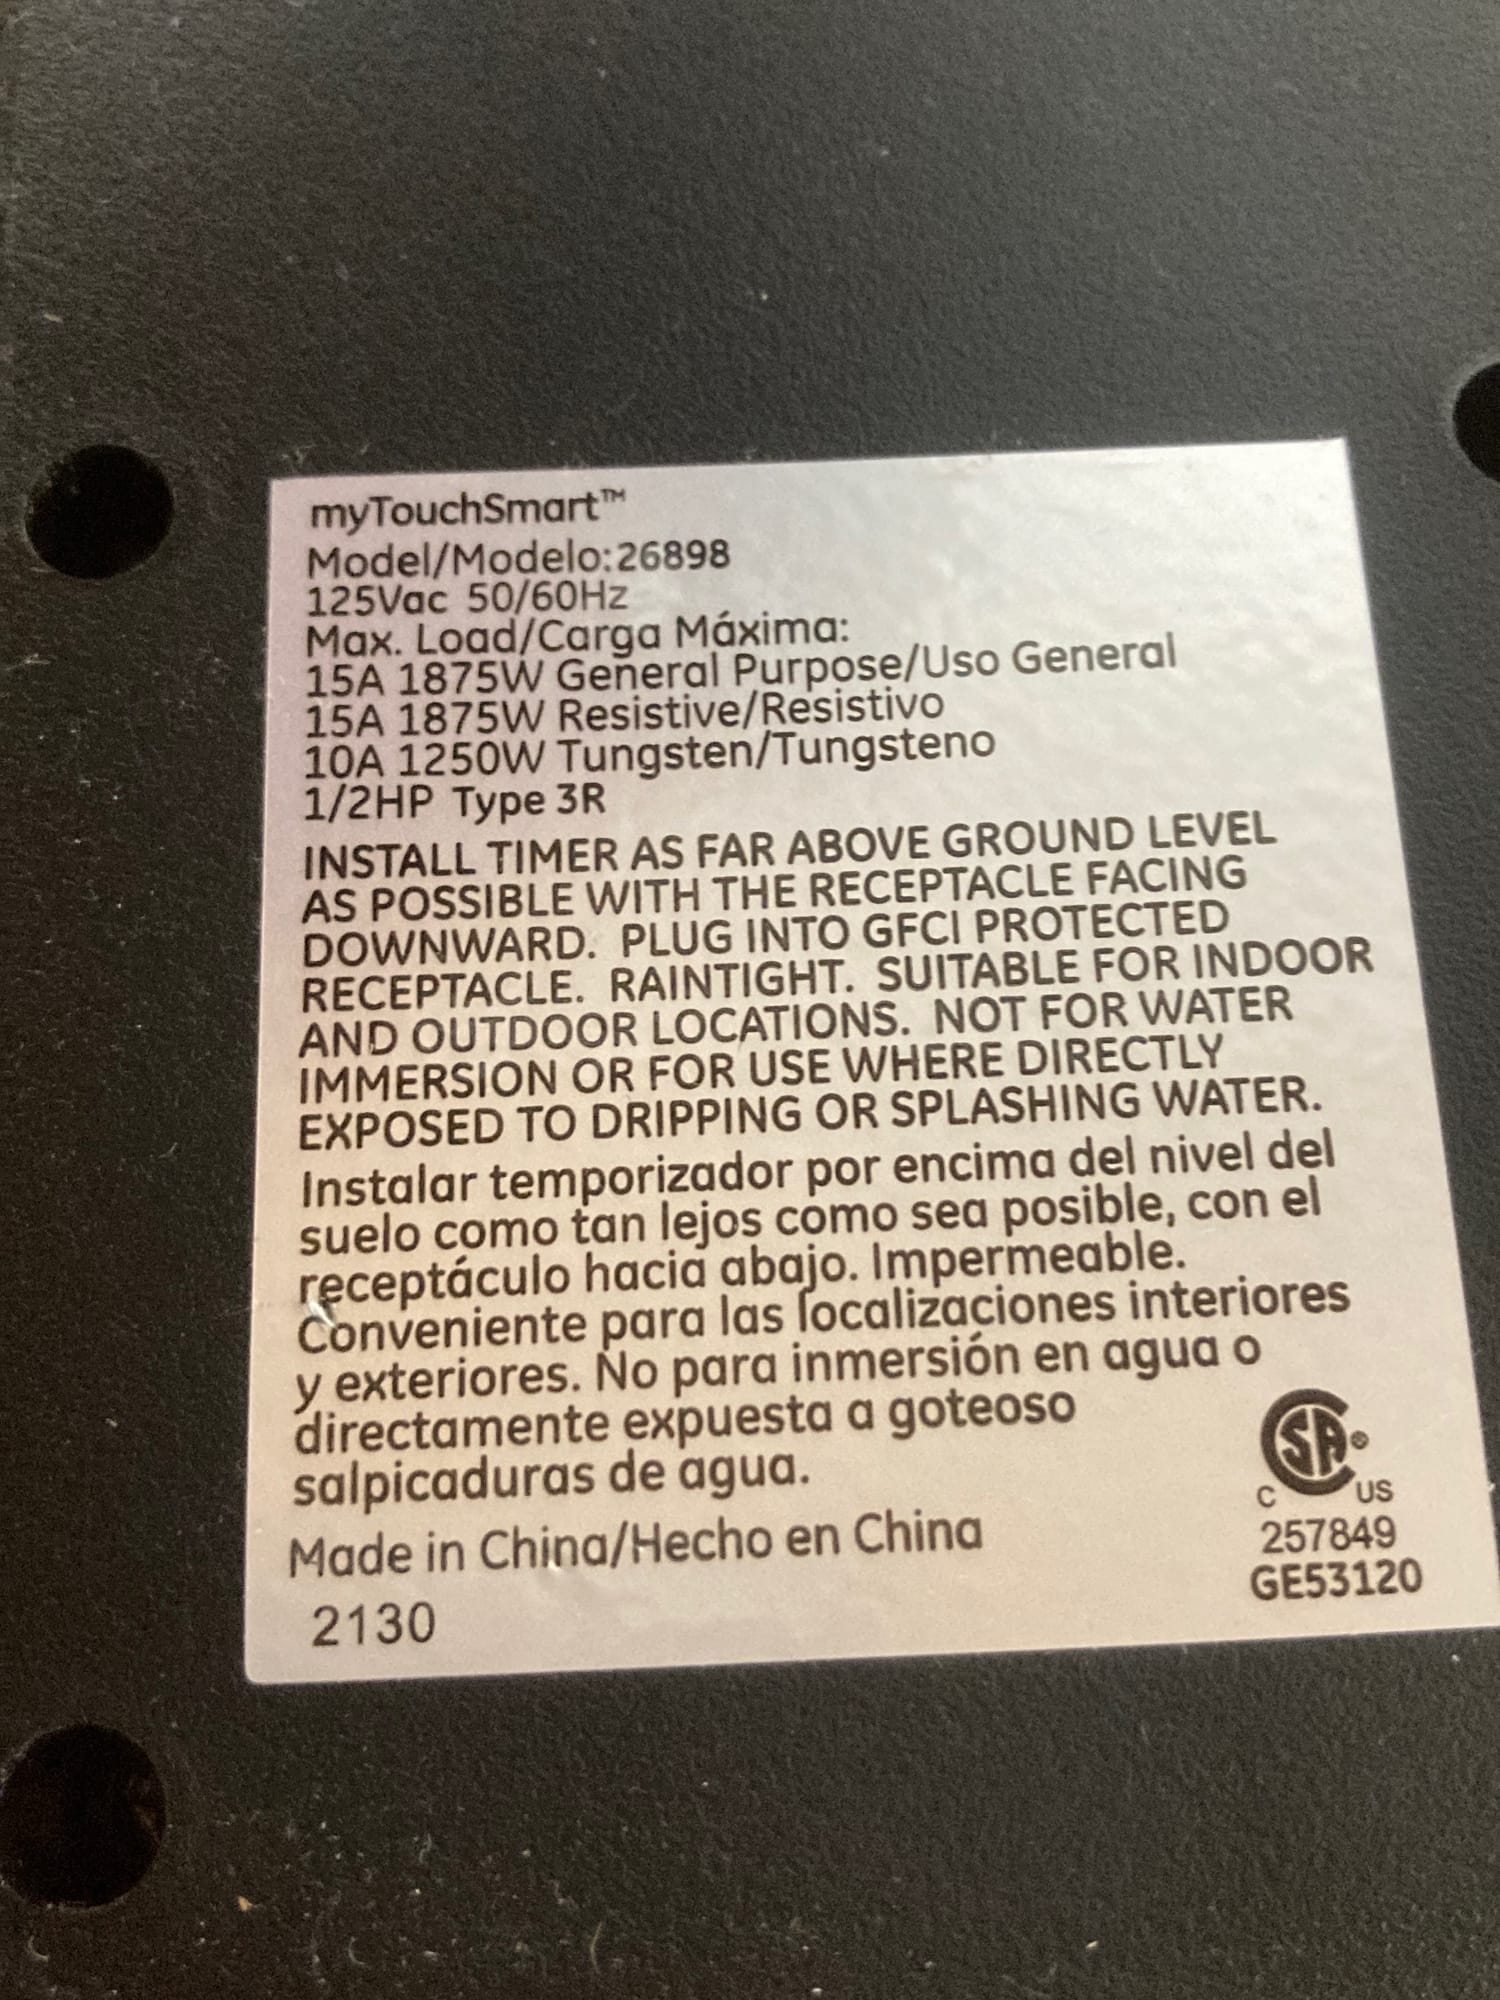 myTouchSmart™
Model/Modelo:26898
125Vac 50/60Hz
Max. Load/Carga Máxima:
15A 1875W General Purpose/Uso General
15A 1875W Resistive/Resistivo
10A 1250W Tungsten/Tungsteno
1/2HP Type 3R
INSTALL TIMER AS FAR ABOVE GROUND LEVEL
AS POSSIBLE WITH THE RECEPTACLE FACING
DOWNWARD. PLUG INTO GFCI PROTECTED
RECEPTACLE. RAINTIGHT. SUITABLE FOR INDOOR
AND OUTDOOR LOCATIONS. NOT FOR WATER
IMMERSION OR FOR USE WHERE DIRECTLY
EXPOSED TO DRIPPING OR SPLASHING WATER.
Instalar temporizador por encima del nivel del
suelo como tan lejos como sea posible, con el
receptáculo hacia abajo. Impermeable.
Conveniente para las localizaciones interiores
y exteriores. No para inmersión en agua o
directamente expuesta a goteoso
salpicaduras de agua.
Made in China/Hecho en China
2130
CSA®
C US
257849
GE53120